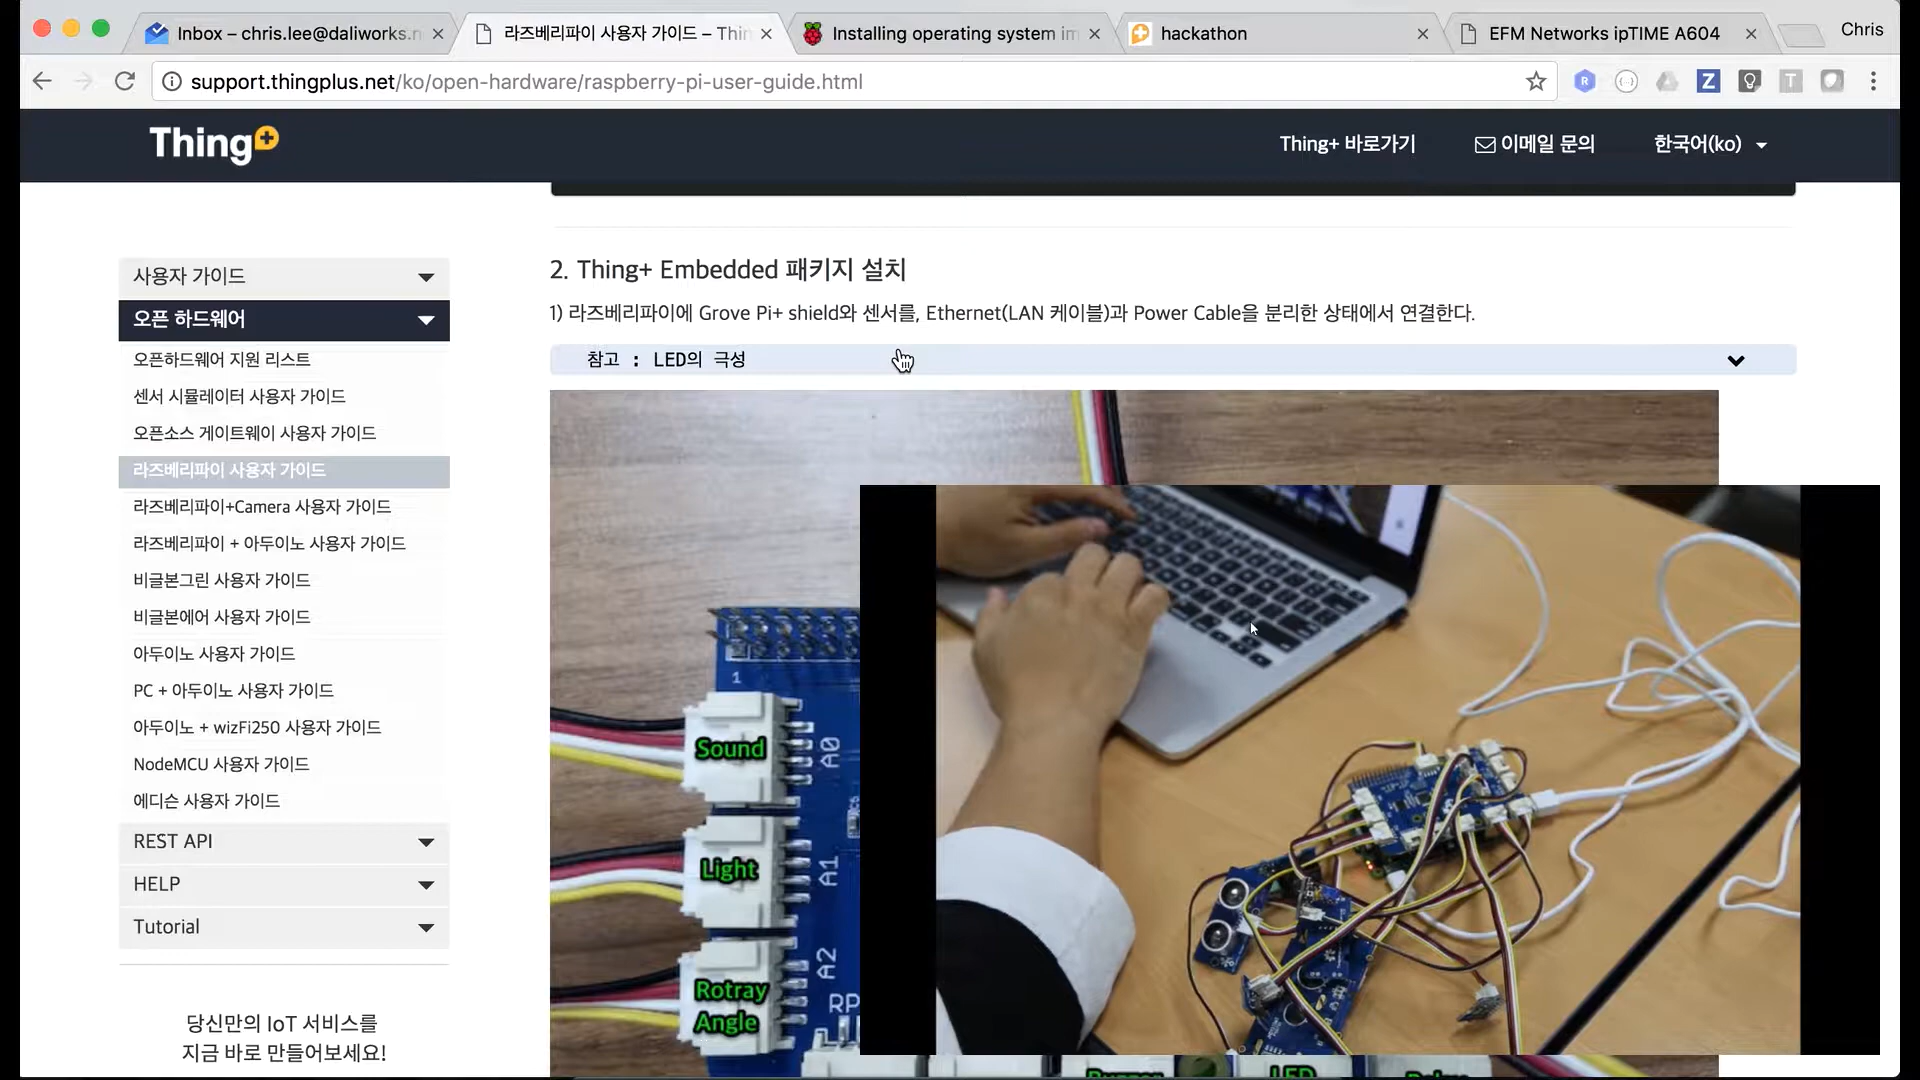 Inbox – chris.lee@daliworks.n
라즈베리파이 사용자 가이드 – Thin
Installing operating system im
hackathon
EFM Networks ipTIME A604
Chris
support.thingplus.net/ko/open-hardware/raspberry-pi-user-guide.html
Thing+
Thing+ 바로가기
이메일 문의
한국어(ko)
사용자 가이드
오픈 하드웨어
오픈하드웨어 지원 리스트
센서 시뮬레이터 사용자 가이드
오픈소스 게이트웨이 사용자 가이드
라즈베리파이 사용자 가이드
라즈베리파이+Camera 사용자 가이드
라즈베리파이 + 아두이노 사용자 가이드
비글본그린 사용자 가이드
비글본에어 사용자 가이드
아두이노 사용자 가이드
PC + 아두이노 사용자 가이드
아두이노 + wizFi250 사용자 가이드
NodeMCU 사용자 가이드
에디슨 사용자 가이드
REST API
HELP
Tutorial
당신만의 IoT 서비스를
지금 바로 만들어보세요!
2. Thing+ Embedded 패키지 설치
1) 라즈베리파이에 Grove Pi+ shield와 센서를, Ethernet(LAN 케이블)과 Power Cable을 분리한 상태에서 연결한다.
참고 : LED의 극성
1
Sound
A0
Light
A1
Rotray
Angle
A2
RP
Buzzer
LED